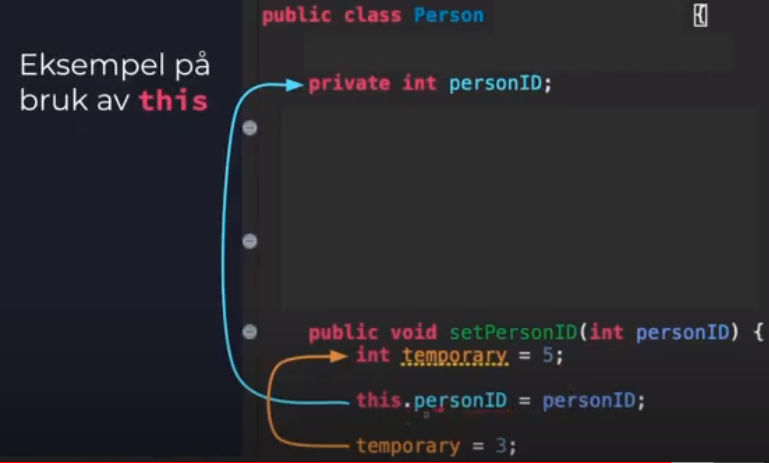 public class Person {
Eksempel på
bruk av this
private int personID;
public void setPersonID(int personID) {
int temporary = 5;
this.personID = personID;
temporary = 3;